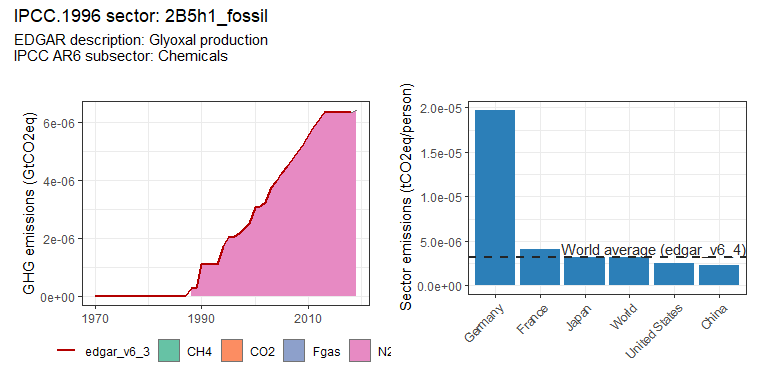 IPCC.1996 sector: 2B5h1_fossil
EDGAR description: Glyoxal production
IPCC AR6 subsector: Chemicals
GHG emissions (GtCO2eq)
6e-06
4e-06
2e-06
0e+00
1970
1990
2010
edgar_v6_3
CH4
CO2
Fgas
N2
Sector emissions (tCO2eq/person)
2.0e-05
1.5e-05
1.0e-05
5.0e-06
0.0e+00
World average (edgar_v6_4)
Germany
France
Japan
World
United States
China